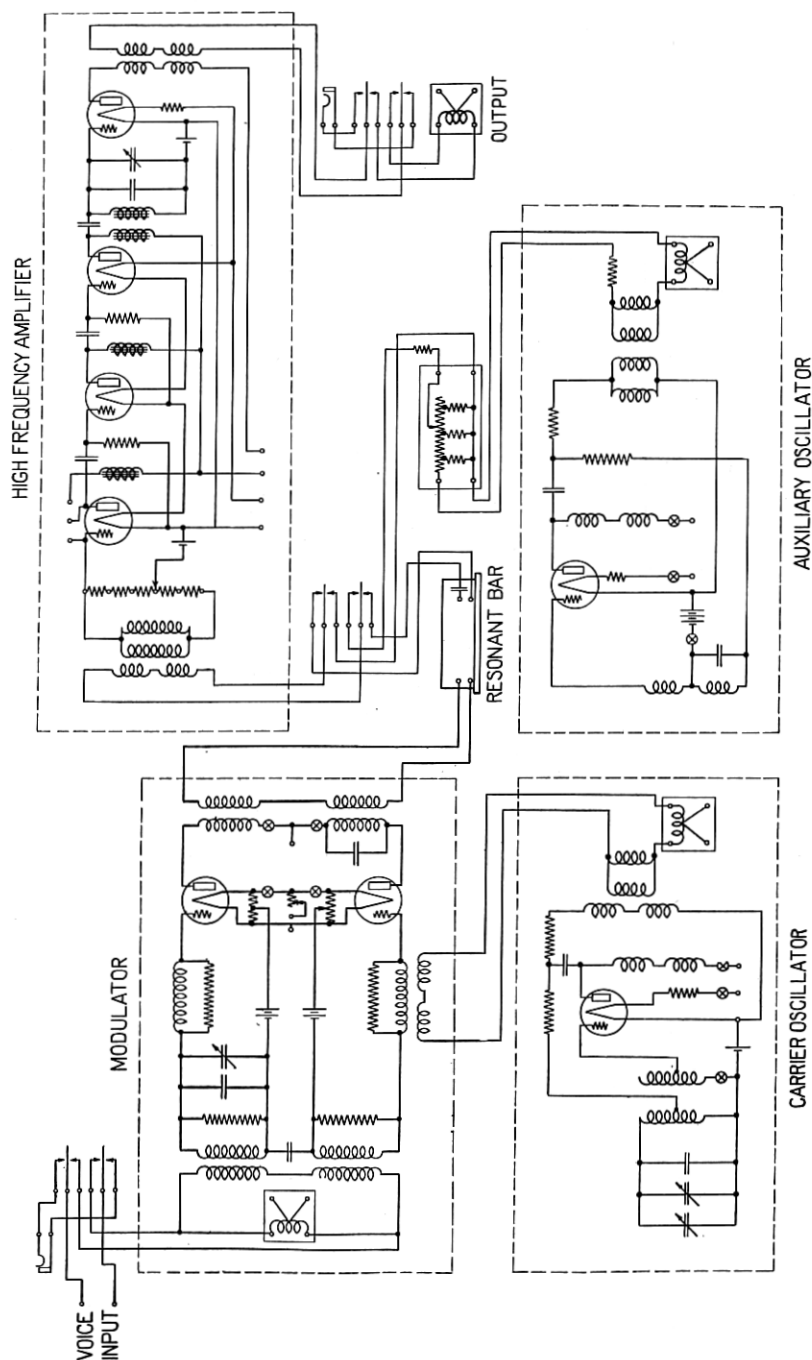 HIGH FREQUENCY AMPLIFIER
OUTPUT
AUXILIARY OSCILLATOR
RESONANT BAR
MODULATOR
CARRIER OSCILLATOR
VOICE
INPUT